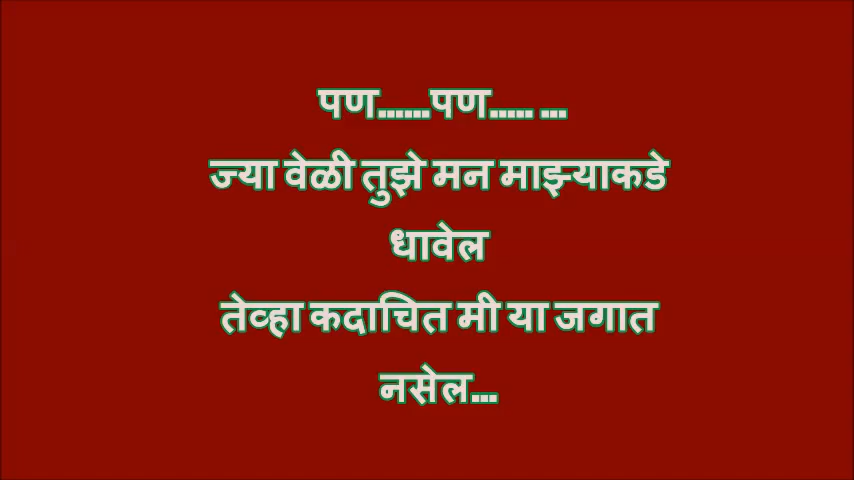 पण......पण..... ...
ज्या वेळी तुझे मन माझ्याकडे
धावेल
तेव्हा कदाचित मी या जगात
नसेल...